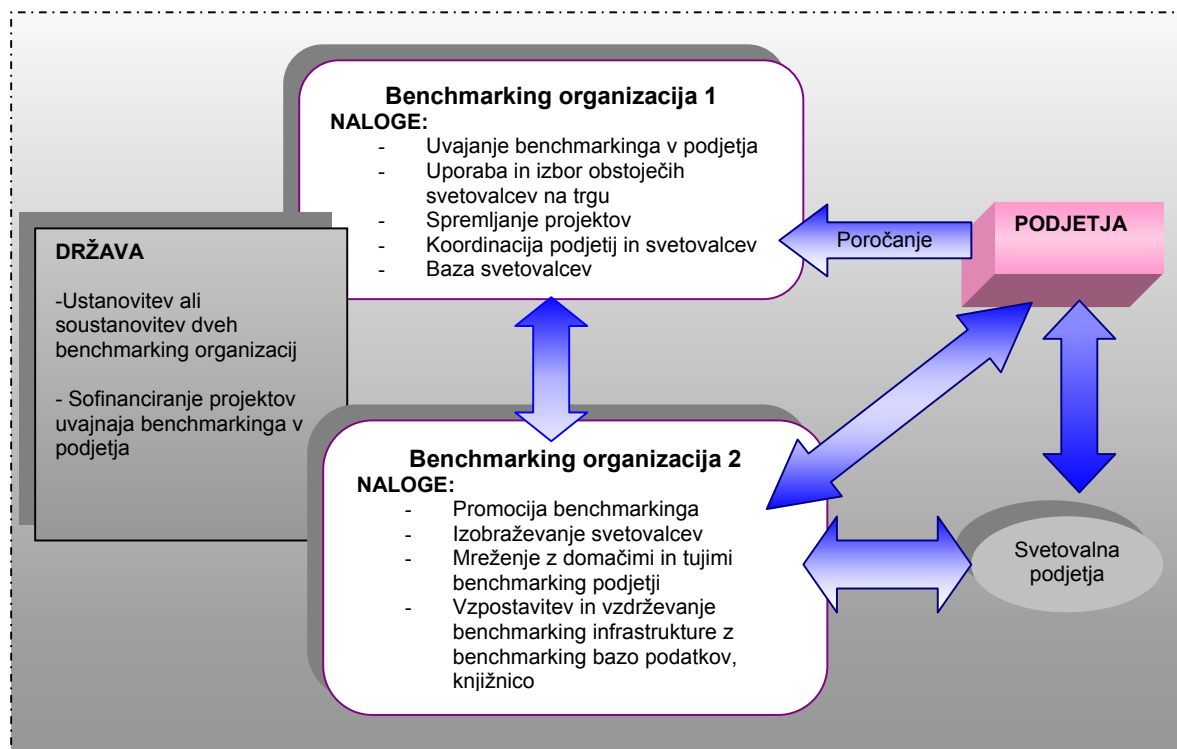 Benchmarking organizacija 1
NALOGE:
- Uvajanje benchmarkinga v podjetja
- Uporaba in izbor obstoječih
svetovalcev na trgu
- Spremljanje projektov
- Koordinacija podjetij in svetovalcev
- Baza svetovalcev
DRŽAVA
-Ustanovitev ali
soustanovitev dveh
benchmarking organizacij
- Sofinanciranje projektov
uvajnaja benchmarkinga v
podjetja
Poročanje
PODJETJA
Benchmarking organizacija 2
NALOGE:
- Promocija benchmarkinga
- Izobraževanje svetovalcev
- Mreženje z domačimi in tujimi
benchmarking podjetji
- Vzpostavitev in vzdrževanje
benchmarking infrastrukture z
benchmarking bazo podatkov,
knjižnico
Svetovalna
podjetja